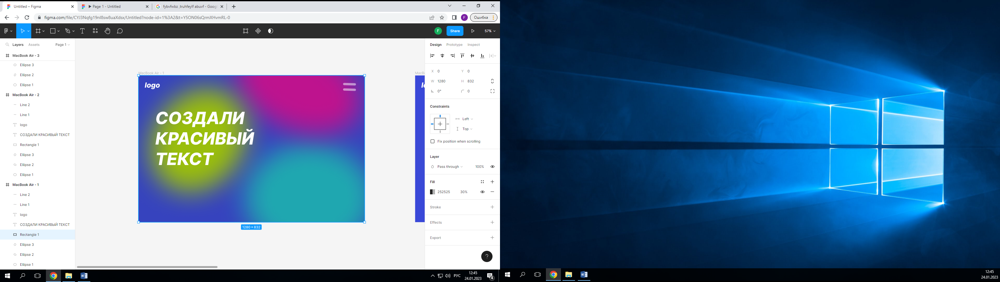 Untitled – Figma
Page 1 - Untitled
fybvfwbz ,truhfeylf abuvf - Googl
figma.com/file/CYJ3Nqfg19nI8sw8uaXdsx/Untitled?node-id=1%3A2&t=Y5ON06sQrmXHvmRL-0
F
Ошибка
F
Share
57%
Layers
Assets
Page 1
MacBook Air - 3
Ellipse 3
Ellipse 2
Ellipse 1
MacBook Air - 2
Line 2
Line 1
logo
СОЗДАЛИ КРАСИВЫЙ ТЕКСТ
Rectangle 1
Ellipse 3
Ellipse 2
Ellipse 1
MacBook Air - 1
Line 2
Line 1
logo
СОЗДАЛИ КРАСИВЫЙ ТЕКСТ
Rectangle 1
Ellipse 3
Ellipse 2
Ellipse 1
MacBook Air - 1
logo
СОЗДАЛИ
КРАСИВЫЙ
ТЕКСТ
1280 × 832
MacB
lo
Design
Prototype
Inspect
X 0
Y 0
W 1280
H 832
0°
0
Constraints
Left
Top
Fix position when scrolling
Layer
Pass through
100%
Fill
252525
30%
Stroke
Effects
Export
?
РУС
12:45
24.01.2023
4
12:45
24.01.2023